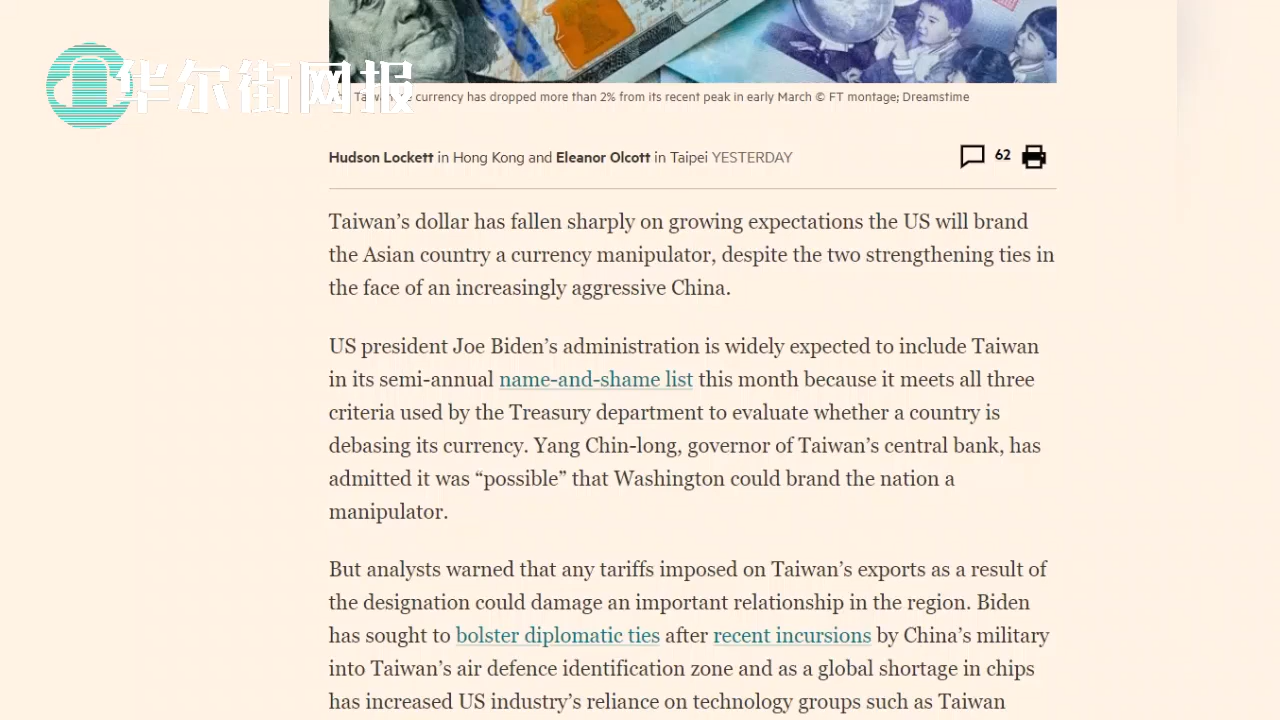 华尔街网报
currency has dropped more than 2% from its recent peak in early March © FT montage; Dreamstime
Hudson Lockett in Hong Kong and Eleanor Olcott in Taipei YESTERDAY
62
Taiwan’s dollar has fallen sharply on growing expectations the US will brand
the Asian country a currency manipulator, despite the two strengthening ties in
the face of an increasingly aggressive China.
US president Joe Biden’s administration is widely expected to include Taiwan
in its semi-annual name-and-shame list this month because it meets all three
criteria used by the Treasury department to evaluate whether a country is
debasing its currency. Yang Chin-long, governor of Taiwan’s central bank, has
admitted it was “possible” that Washington could brand the nation a
manipulator.
But analysts warned that any tariffs imposed on Taiwan’s exports as a result of
the designation could damage an important relationship in the region. Biden
has sought to bolster diplomatic ties after recent incursions by China’s military
into Taiwan’s air defence identification zone and as a global shortage in chips
has increased US industry’s reliance on technology groups such as Taiwan